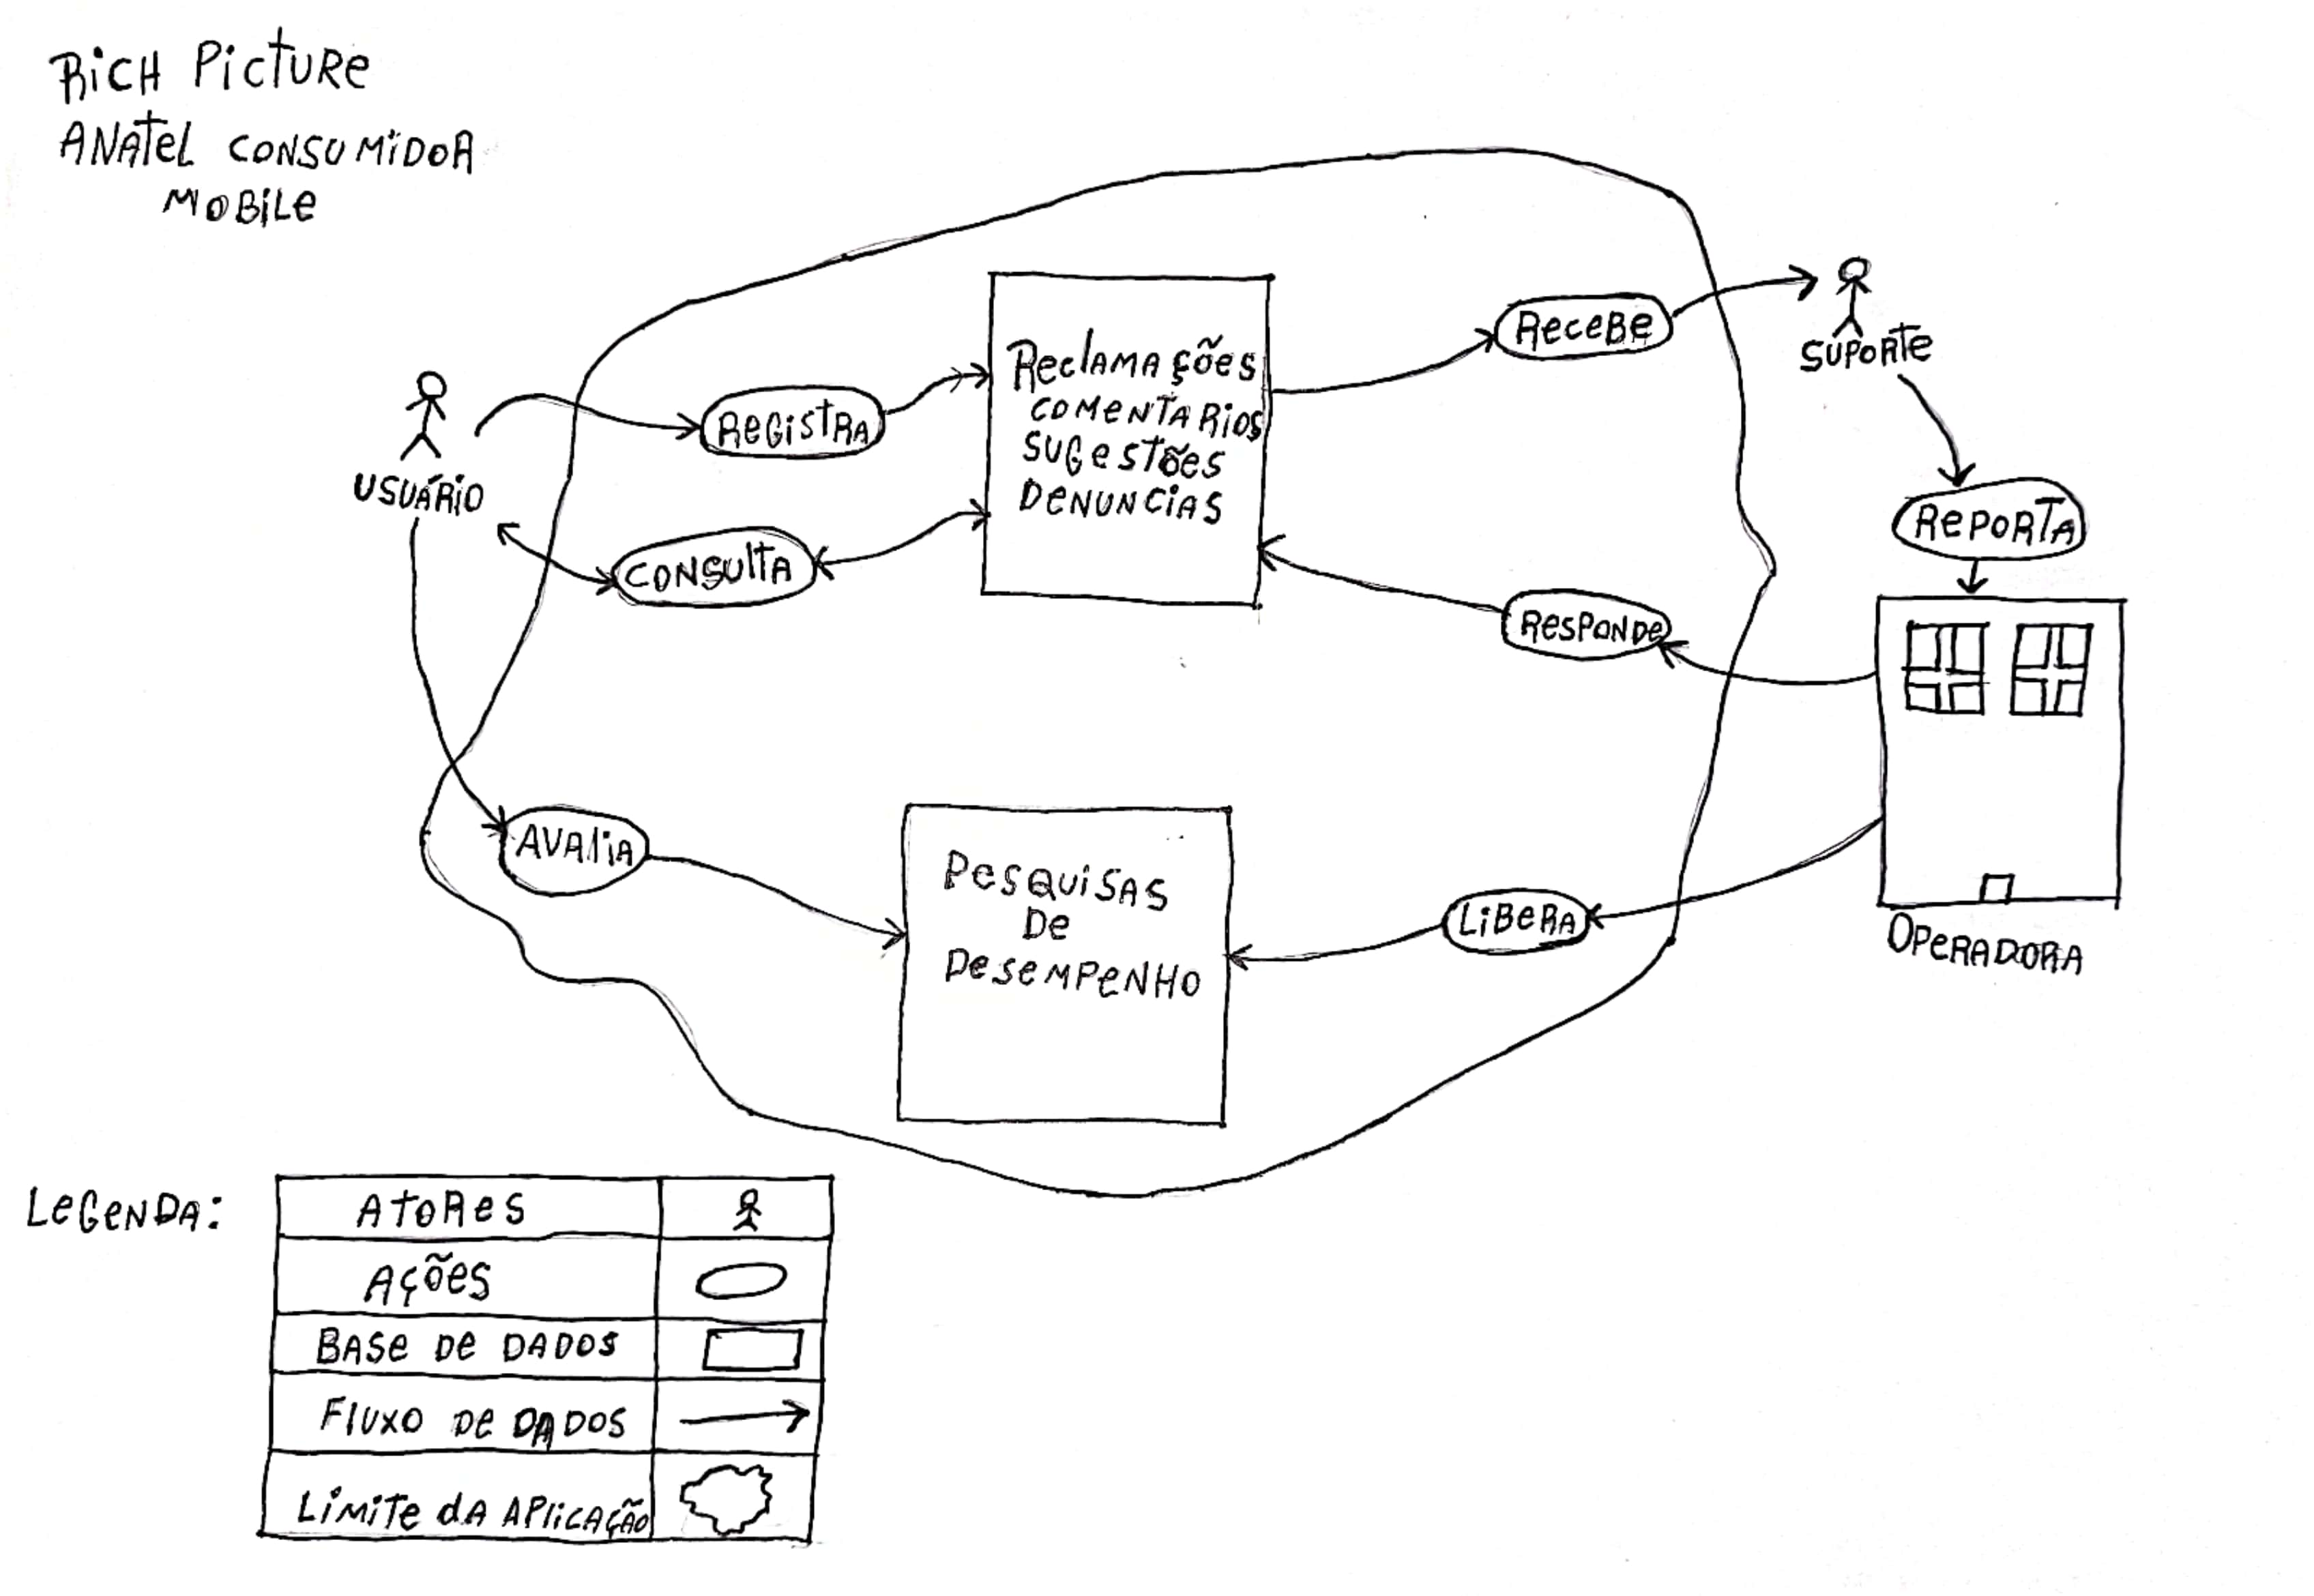 RICH PICTURE
ANATEL CONSUMIDOR
MOBILE
RECEBE
SUPORTE
REGISTRA
RECLAMAÇÕES
COMENTARIOS
SUGESTÕES
DENUNCIAS
USUÁRIO
REPORTA
CONSULTA
RESPONDE
AVALIA
PESQUISAS
DE
DESEMPENHO
LIBERA
OPERADORA
LEGENDA:
ATORES
AÇÕES
BASE DE DADOS
FLUXO DE DADOS
LIMITE DA APLICAÇÃO